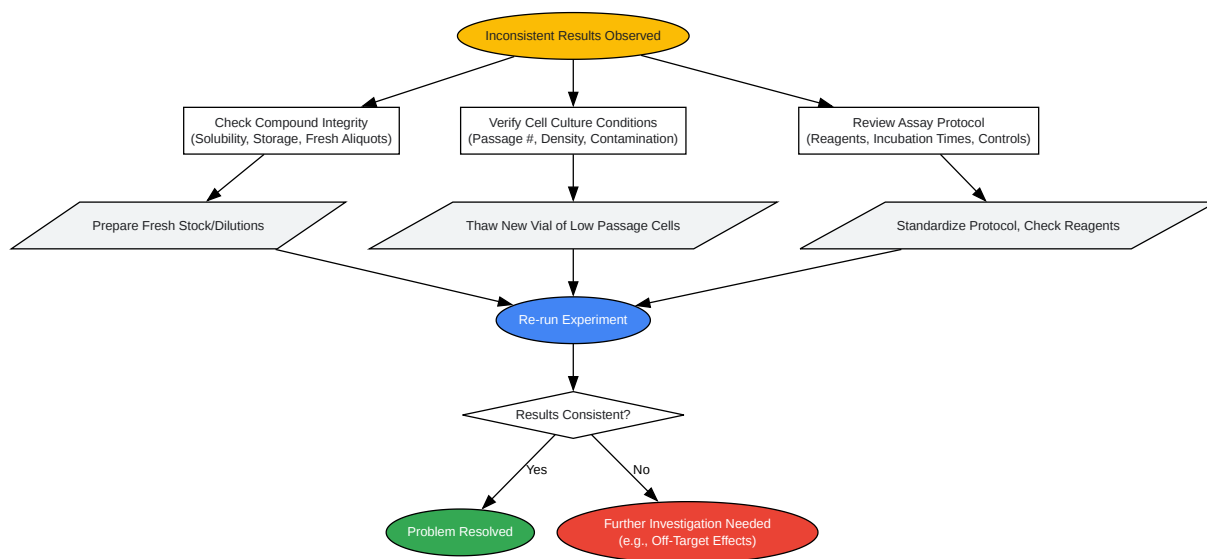 Inconsistent Results Observed
Check Compound Integrity
(Solubility, Storage, Fresh Aliquots)
Verify Cell Culture Conditions
(Passage #, Density, Contamination)
Review Assay Protocol
(Reagents, Incubation Times, Controls)
Prepare Fresh Stock/Dilutions
Thaw New Vial of Low Passage Cells
Standardize Protocol, Check Reagents
Re-run Experiment
Results Consistent?
Yes
No
Problem Resolved
Further Investigation Needed
(e.g., Off-Target Effects)